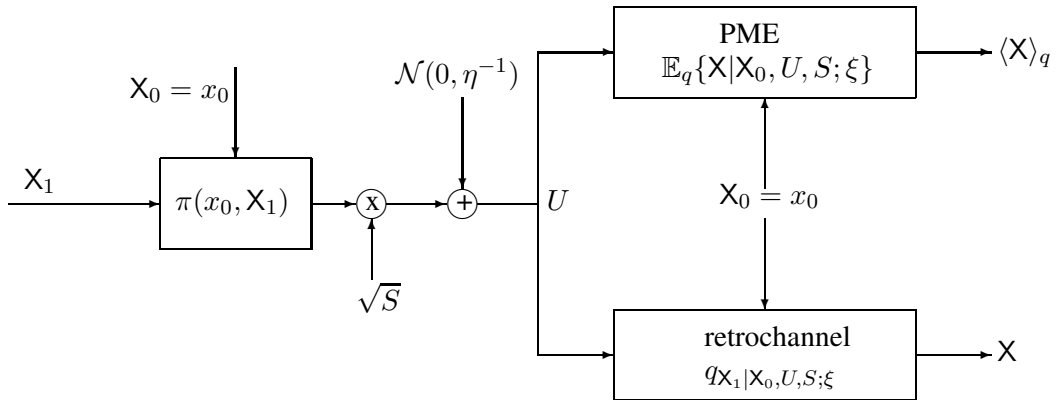 PME
𝔼_q{X|X_0, U, S; ξ}
⟨X⟩_q
N(0, η^{-1})
X_0 = x_0
X_1
π(x_0, X_1)
x
+
U
X_0 = x_0
√S
retrochannel
q_{X_1|X_0,U,S;ξ}
X